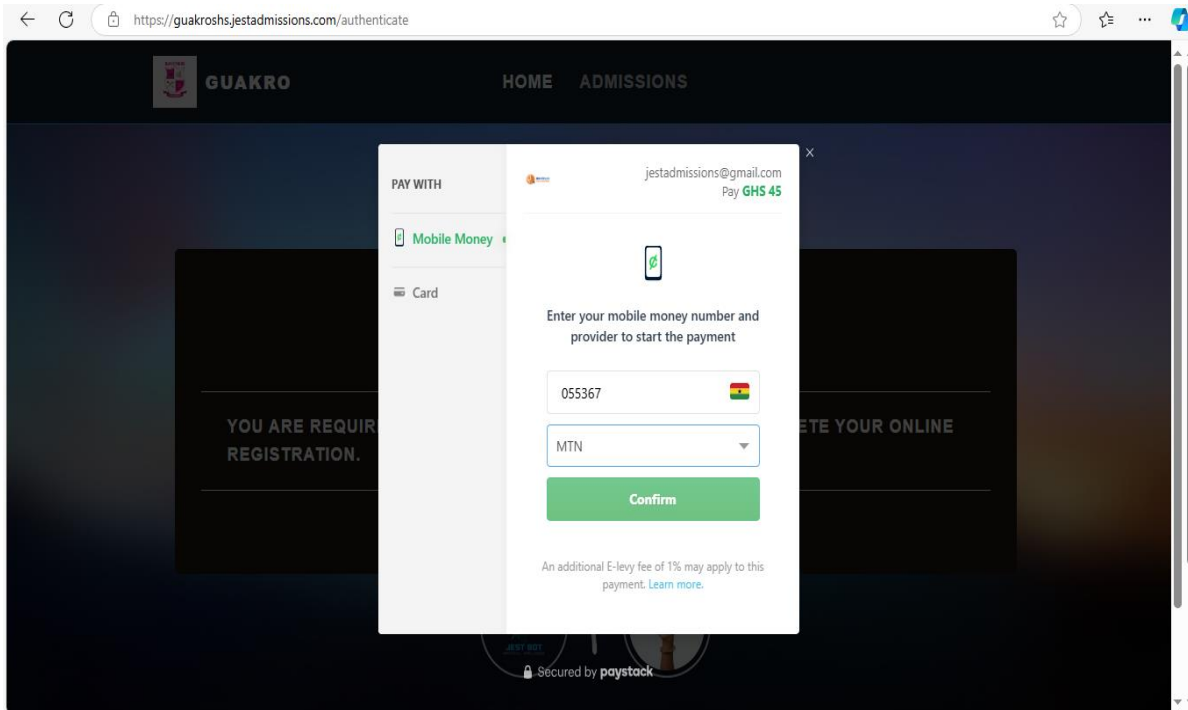 https://guakroshs.jestadmissions.com/authenticate
GUAKRO
HOME
ADMISSIONS
PAY WITH
Mobile Money
Card
jestadmissions@gmail.com
Pay GHS 45
Enter your mobile money number and
provider to start the payment
055367
MTN
Confirm
An additional E-levy fee of 1% may apply to this
payment. Learn more.
YOU ARE REQUIR
ETE YOUR ONLINE
REGISTRATION.
JEST BOT
Secured by paystack